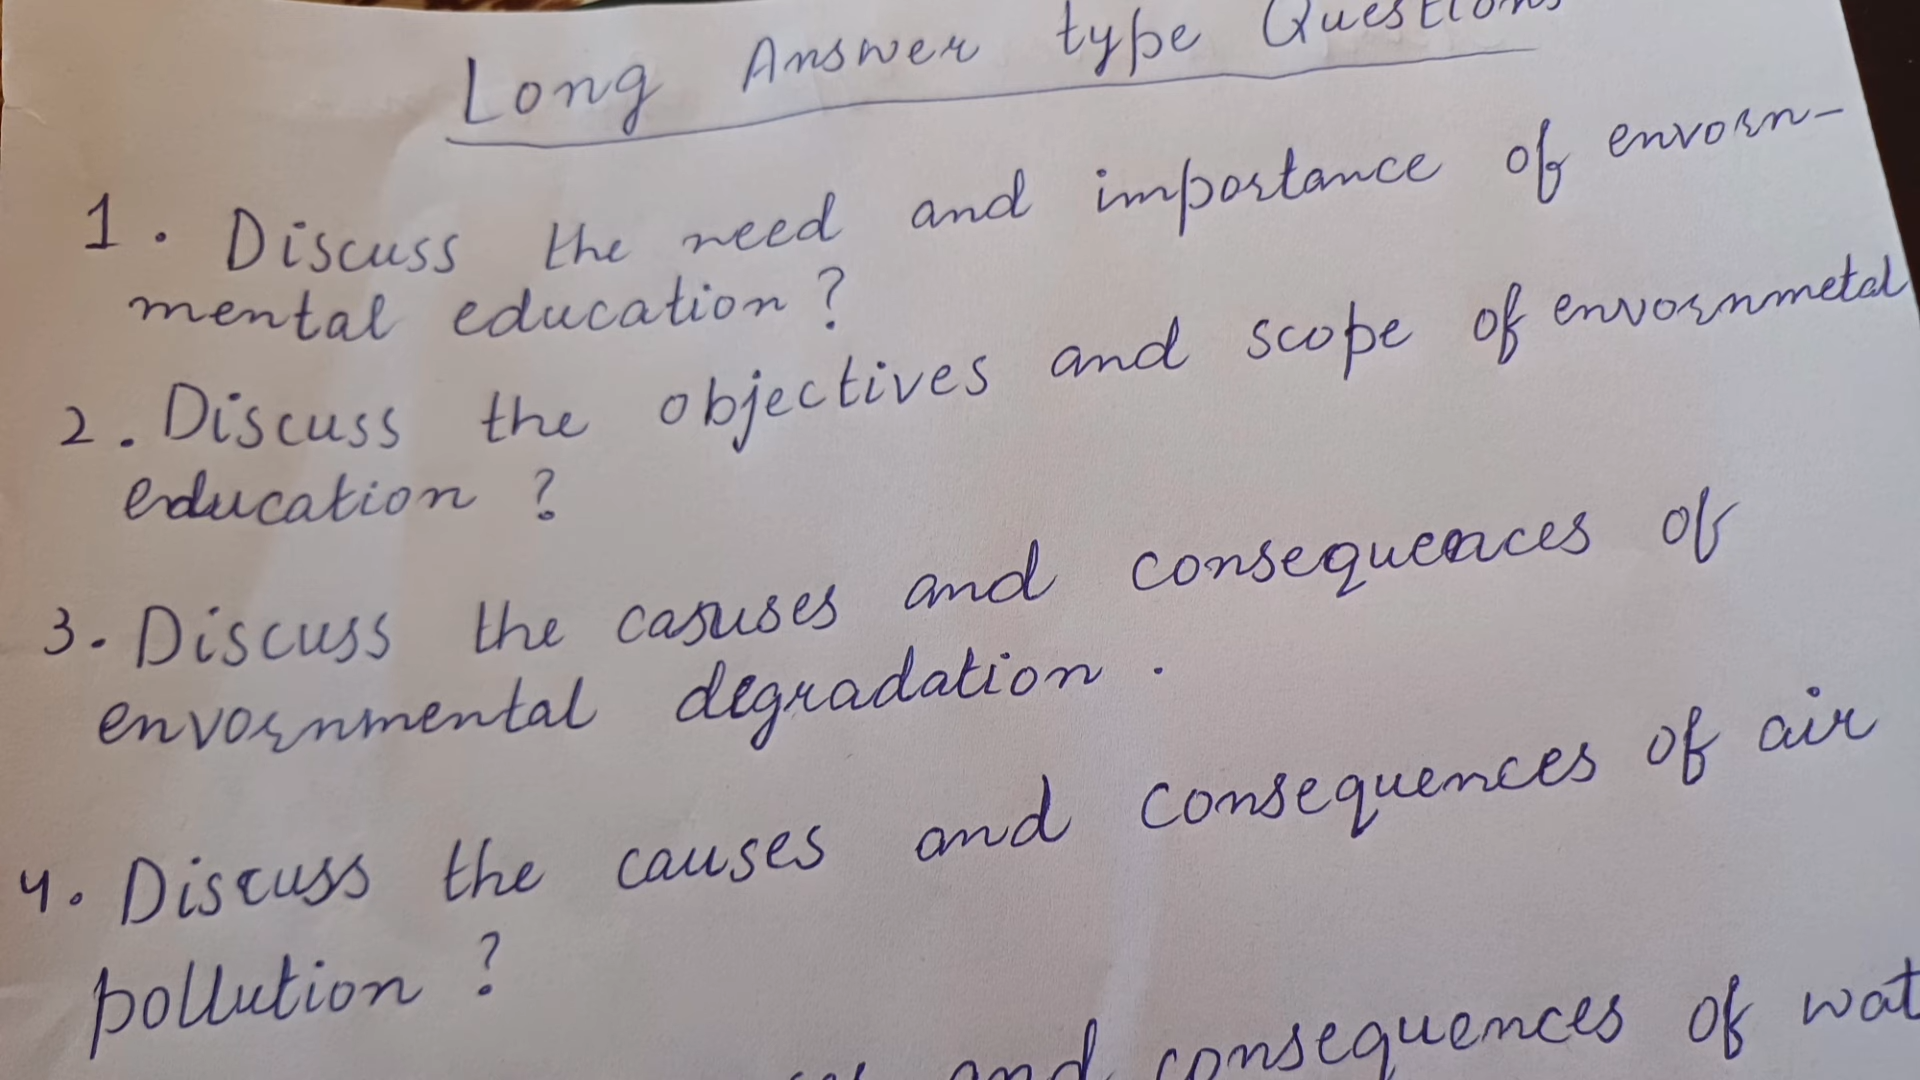 Long Answer type Questions
1. Discuss the need and importance of envorn-
mental education ?
2. Discuss the objectives and scope of envornmetal
education ?
3. Discuss the casuses and consequences of
envornmental degradation .
4. Discuss the causes and consequences of air
pollution ?
and consequences of wat